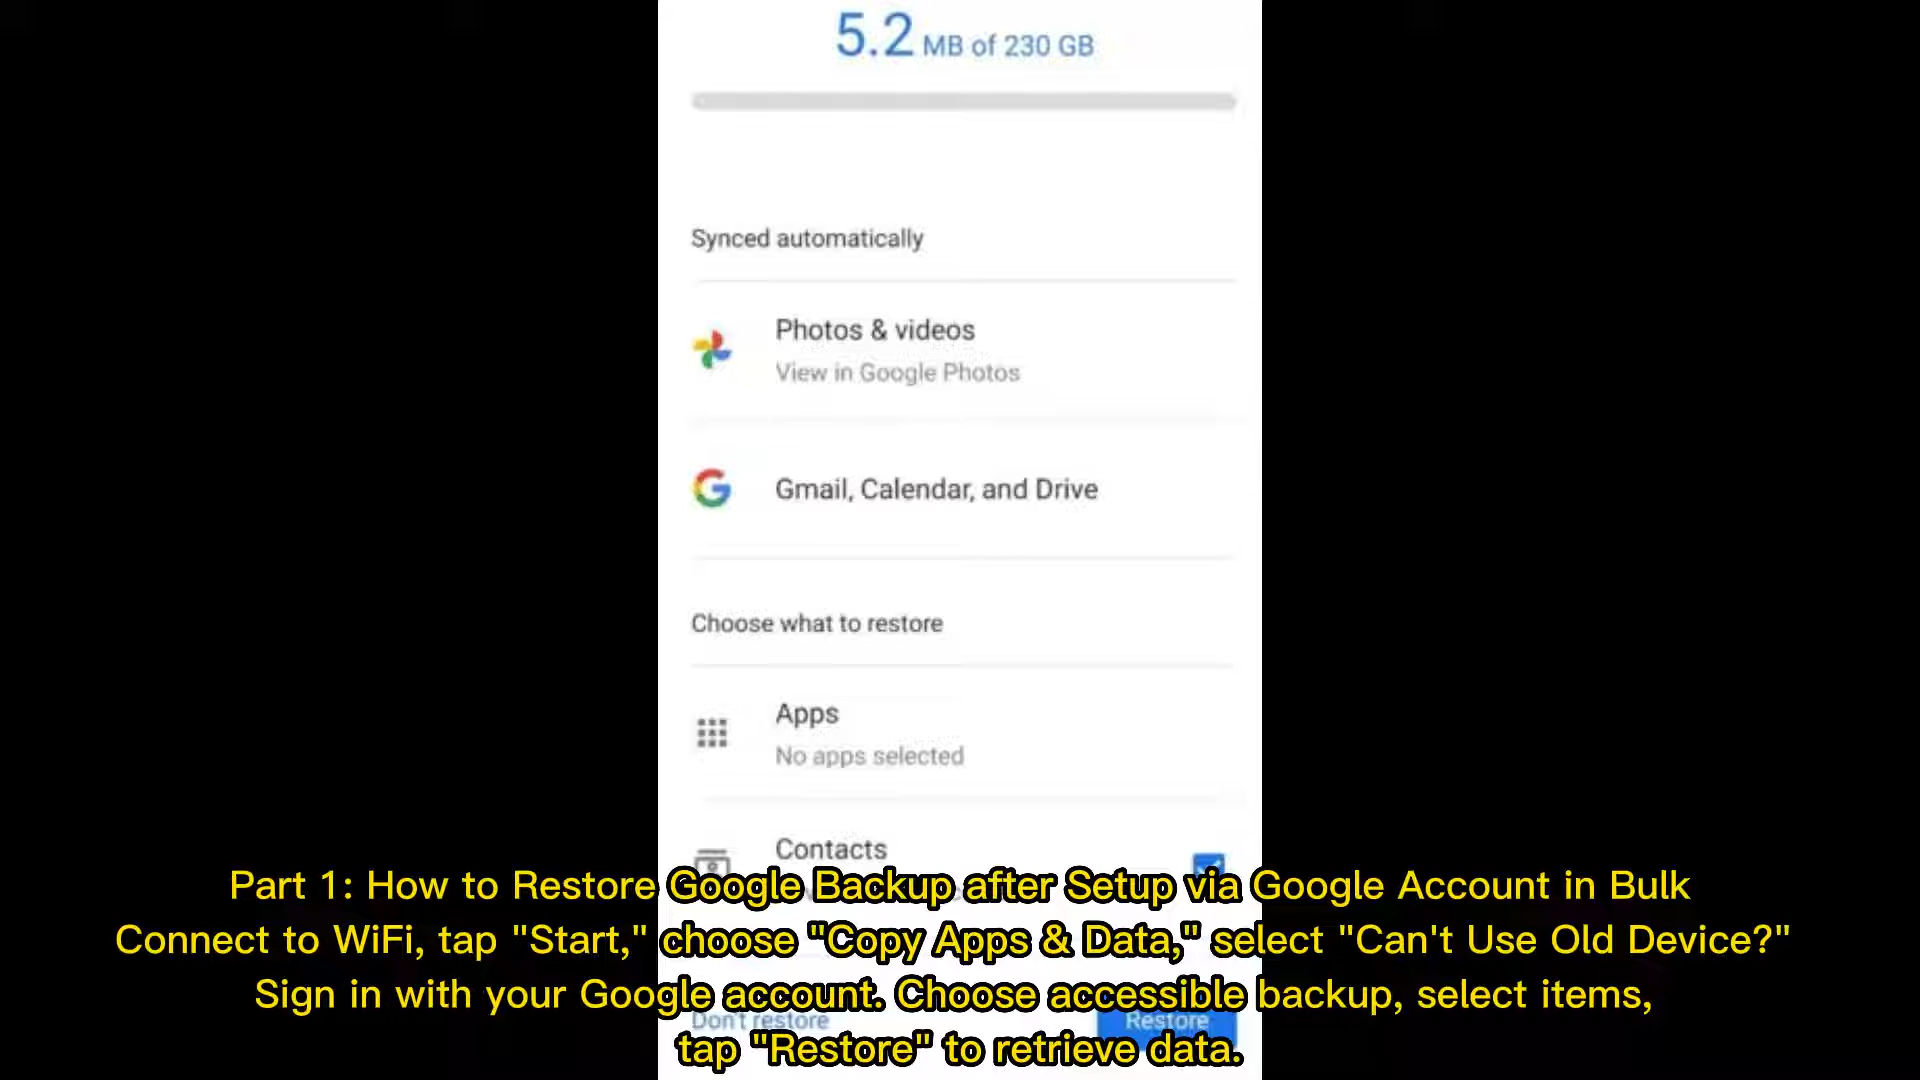 5.2 MB of 230 GB
Synced automatically
Photos & videos
View in Google Photos
Gmail, Calendar, and Drive
Choose what to restore
Apps
No apps selected
Contacts
Part 1: How to Restore Google Backup after Setup via Google Account in Bulk
Connect to WiFi, tap "Start," choose "Copy Apps & Data," select "Can't Use Old Device?"
Sign in with your Google account. Choose accessible backup, select items,
Don't restore
Restore
tap "Restore" to retrieve data.